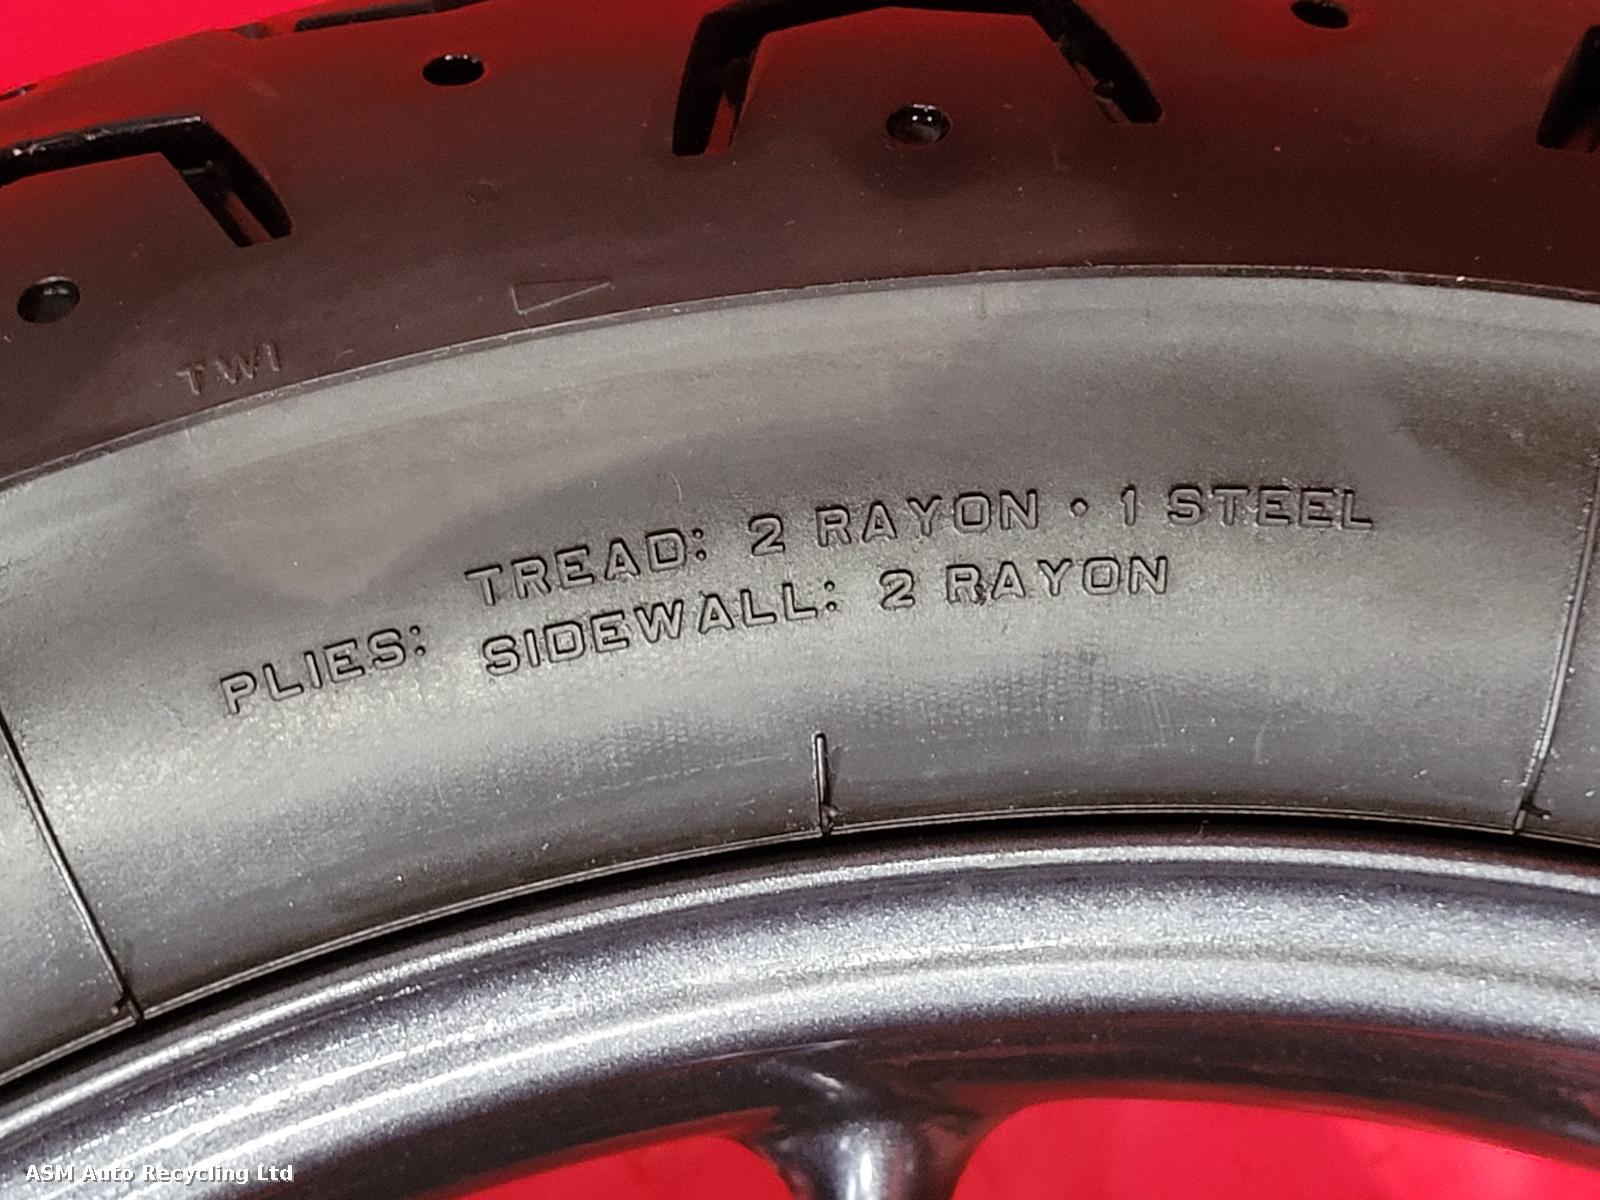 TWI
TREAD: 2 RAYON • 1 STEEL
PLIES: SIDEWALL: 2 RAYON
ASM Auto Recycling Ltd